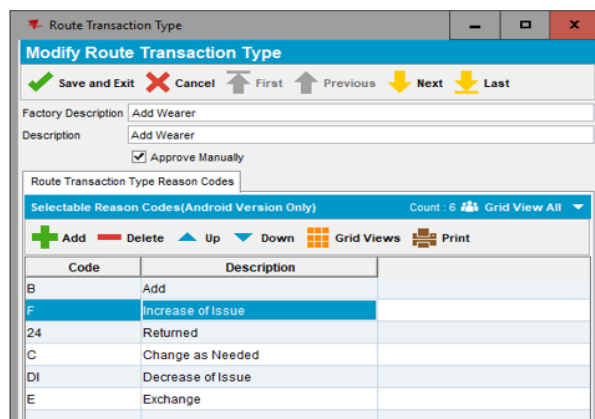 Route Transaction Type
Modify Route Transaction Type
Save and Exit Cancel First Previous Next Last
Factory Description Add Wearer
Description Add Wearer
Approve Manually
Route Transaction Type Reason Codes
Selectable Reason Codes(Android Version Only) Count : 6 Grid View All
Add Delete Up Down Grid Views Print
Code Description
B Add
F Increase of Issue
24 Returned
C Change as Needed
DI Decrease of Issue
E Exchange